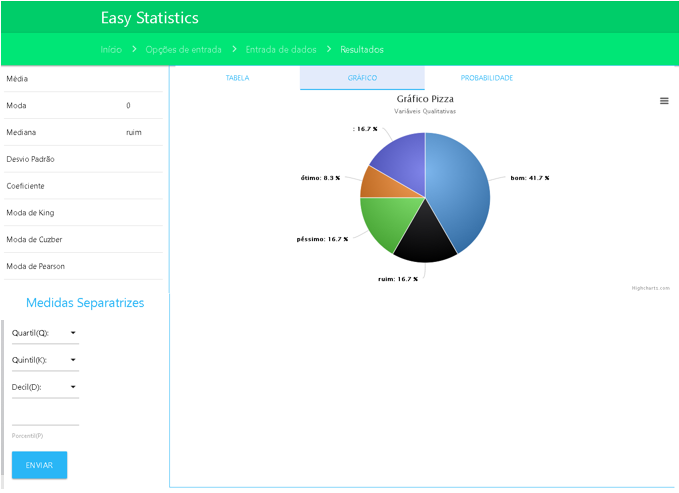 Easy Statistics
Início > Opções de entrada > Entrada de dados > Resultados
Média
Moda 0
Mediana ruim
Desvio Padrão
Coeficiente
Moda de King
Moda de Cuzber
Moda de Pearson
Medidas Separatrizes
Quartil(Q):
Quintil(K):
Decil(D):
Porcentil(P)
ENVIAR
TABELA GRÁFICO PROBABILIDADE
Gráfico Pizza
Variáveis Qualitativas
: 16.7 %
ótimo: 8.3 %
bom: 41.7 %
péssimo: 16.7 %
ruim: 16.7 %
Highcharts.com